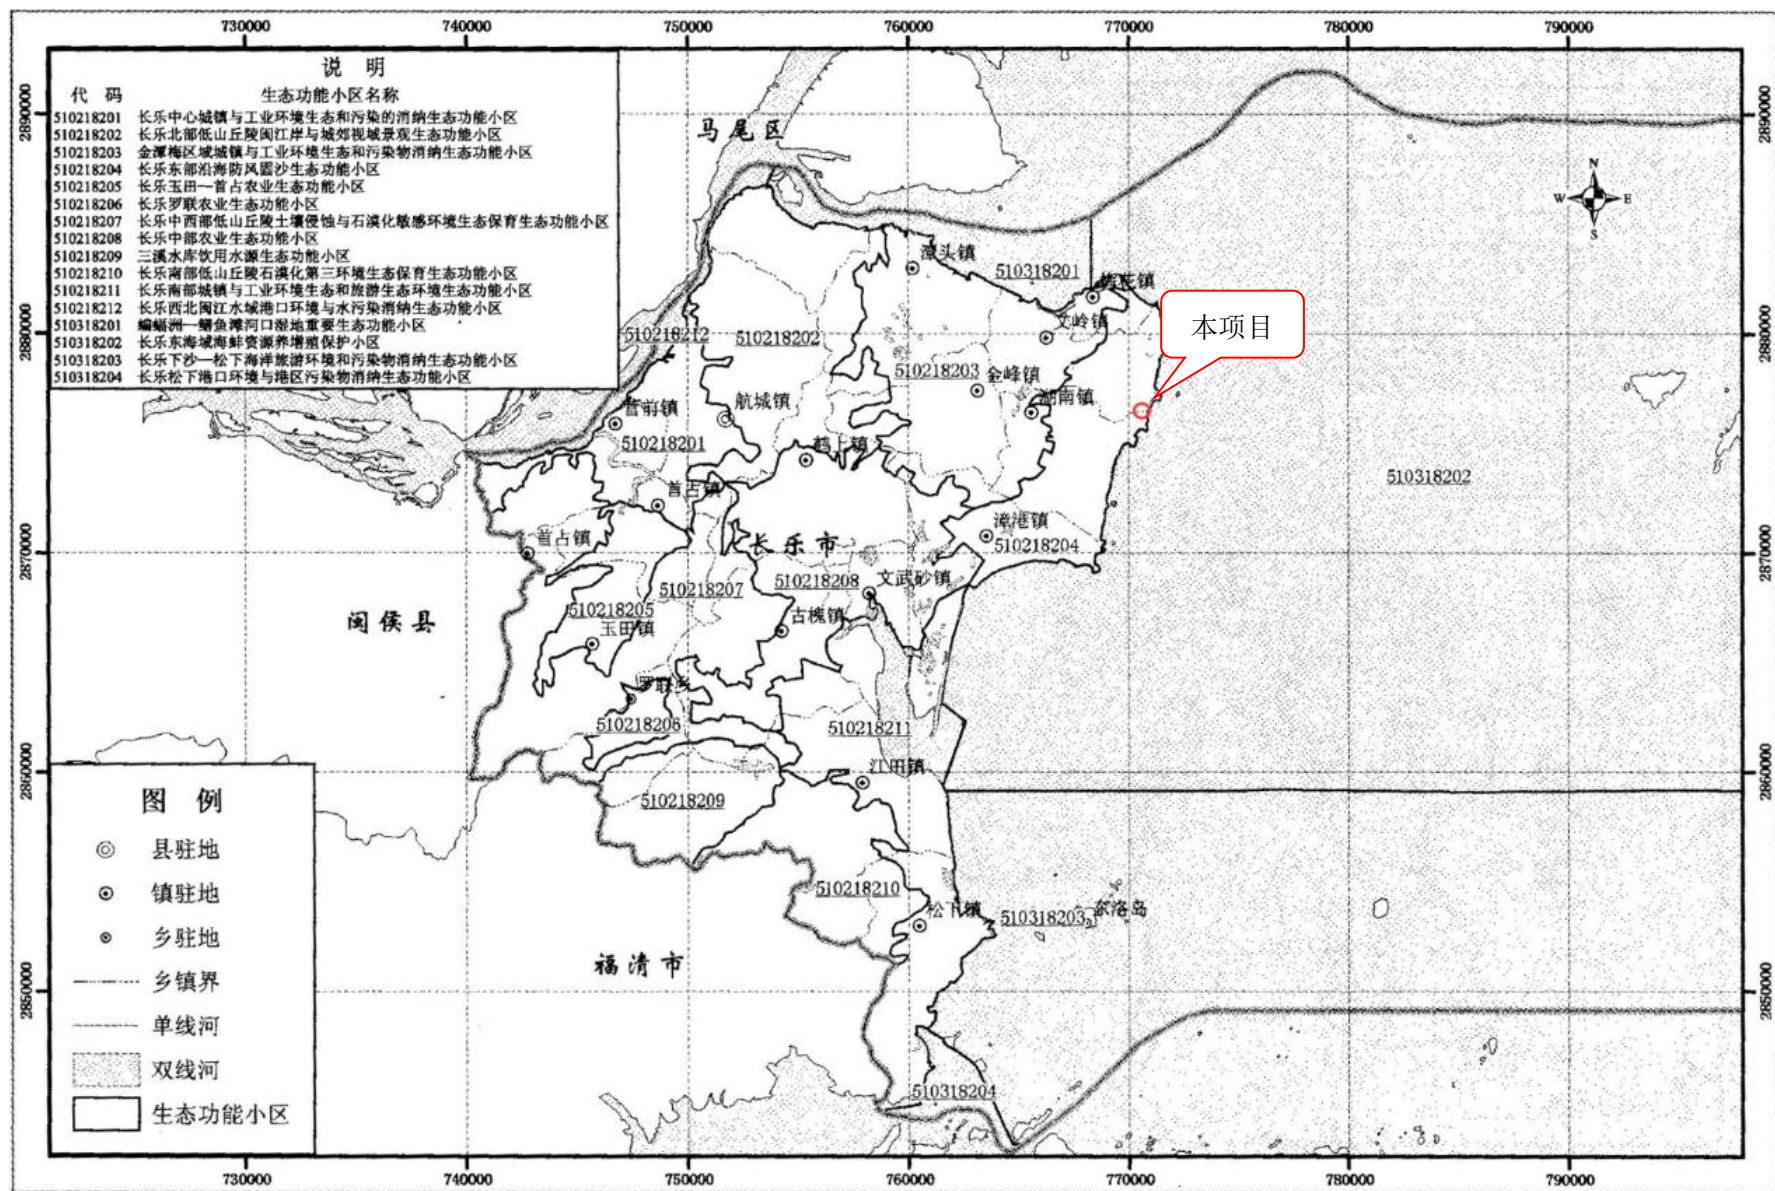 730000 740000 750000 760000 770000 780000 790000
说 明
代 码 生态功能小区名称
510218201 长乐中心城镇与工业环境生态和污染的消纳生态功能小区
510218202 长乐北部低山丘陵闽江岸与城郊视域景观生态功能小区
510218203 金潭梅区域城镇与工业环境生态和污染物消纳生态功能小区
510218204 长乐东部沿海防风固沙生态功能小区
510218205 长乐玉田—首占农业生态功能小区
510218206 长乐罗联农业生态功能小区
510218207 长乐中西部低山丘陵土壤侵蚀与石漠化敏感环境生态保育生态功能小区
510218208 长乐中部农业生态功能小区
510218209 三溪水库饮用水源生态功能小区
510218210 长乐南部低山丘陵石漠化第三环境生态保育生态功能小区
510218211 长乐南部城镇与工业环境生态和旅游生态环境生态功能小区
510218212 长乐西北闽江水域港口环境与水污染消纳生态功能小区
510318201 蝙蝠洲—鳝鱼滩河口湿地重要生态功能小区
510318202 长乐东海域海蚌资源养增殖保护小区
510318203 长乐下沙—松下海洋旅游环境和污染物消纳生态功能小区
510318204 长乐松下港口环境与港区污染物消纳生态功能小区
2890000
2880000
2870000
2860000
2850000
马尾区
N
W E
S
潭头镇
510318201
梅花镇
文岭镇
本项目
510218212
510218202
510218203
金峰镇
湖南镇
营前镇
航城镇
510218201
鹤上镇
510318202
首占镇
漳港镇
首占镇
长乐市
510218204
510218207
510218208
文武砂镇
510218205
闽侯县
玉田镇
古槐镇
罗联乡
510218206
510218211
江田镇
510218209
510218210
松下镇
510318203
东洛岛
福清市
510318204
图 例
县驻地
镇驻地
乡驻地
乡镇界
单线河
双线河
生态功能小区
2890000
2880000
2870000
2860000
2850000
730000 740000 750000 760000 770000 780000 790000